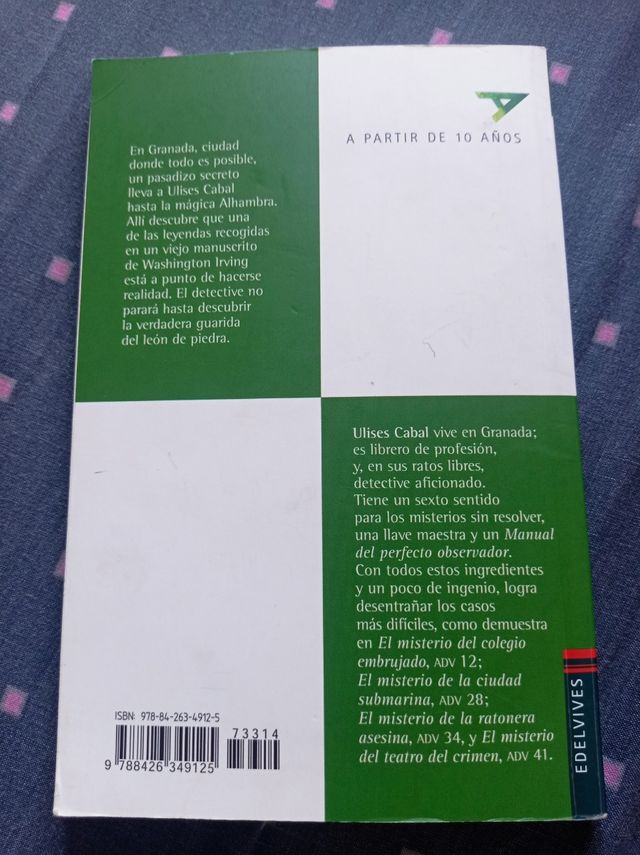 En Granada, ciudad
donde todo es posible,
un pasadizo secreto
lleva a Ulises Cabal
hasta la mágica Alhambra.
Allí descubre que una
de las leyendas recogidas
en un viejo manuscrito
de Washington Irving
está a punto de hacerse
realidad. El detective no
parará hasta descubrir
la verdadera guarida
del león de piedra.
A PARTIR DE 10 AÑOS
Ulises Cabal vive en Granada;
es librero de profesión,
y, en sus ratos libres,
detective aficionado.
Tiene un sexto sentido
para los misterios sin resolver,
una llave maestra y un Manual
del perfecto observador.
Con todos estos ingredientes
y un poco de ingenio, logra
desentrañar los casos
más difíciles, como demuestra
en El misterio del colegio
embrujado, ADV 12;
El misterio de la ciudad
submarina, ADV 28;
El misterio de la ratonera
asesina, ADV 34, y El misterio
del teatro del crimen, ADV 41.
ISBN: 978-84-263-4912-5
73314
9 788426 349125
EDELVIVES